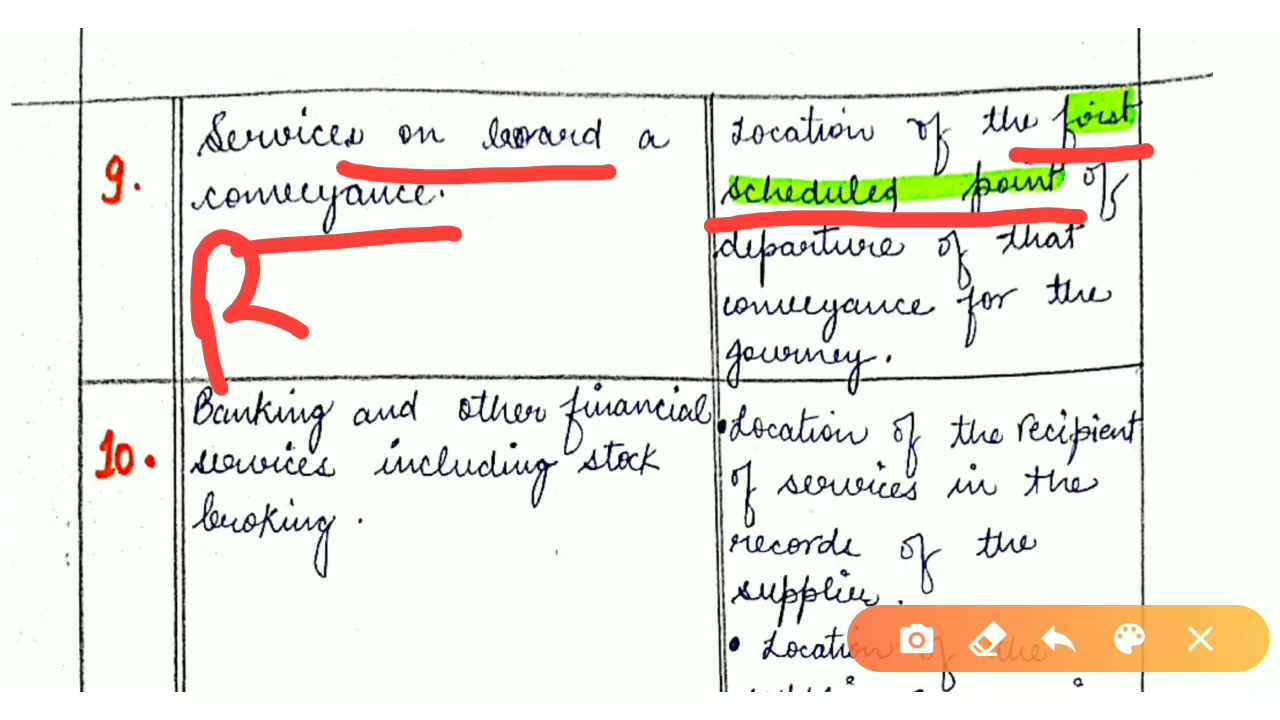 9.
Services on board a
conveyance.
Location of the first
scheduled point of
departure of that
conveyance for the
journey.
R
10.
Banking and other financial
services including stock
broking.
• Location of the recipient
of services in the
records of the
supplier.
• Location of the